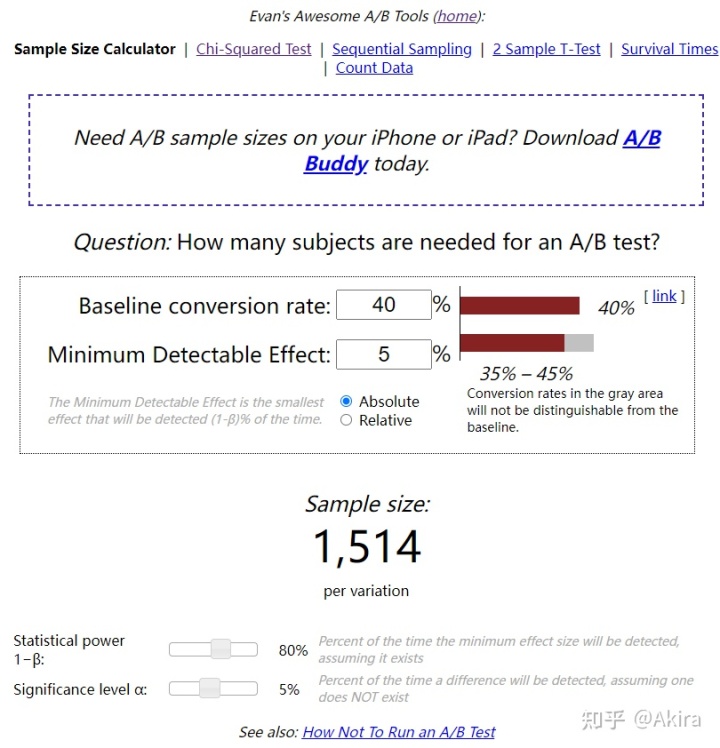 Evan's Awesome A/B Tools (home):
Sample Size Calculator | Chi-Squared Test | Sequential Sampling | 2 Sample T-Test | Survival Times
| Count Data
Need A/B sample sizes on your iPhone or iPad? Download A/B
Buddy today.
Question: How many subjects are needed for an A/B test?
Baseline conversion rate: 40 % 40% [ link ]
Minimum Detectable Effect: 5 %
35% – 45%
The Minimum Detectable Effect is the smallest
effect that will be detected (1-β)% of the time.
Absolute
Relative
Conversion rates in the gray area
will not be distinguishable from the
baseline.
Sample size:
1,514
per variation
Statistical power
1−β:
80%
Percent of the time the minimum effect size will be detected,
assuming it exists
Significance level α:
5%
Percent of the time a difference will be detected, assuming one
does NOT exist
See also: How Not To Run an A/B Test
知乎 @Akira